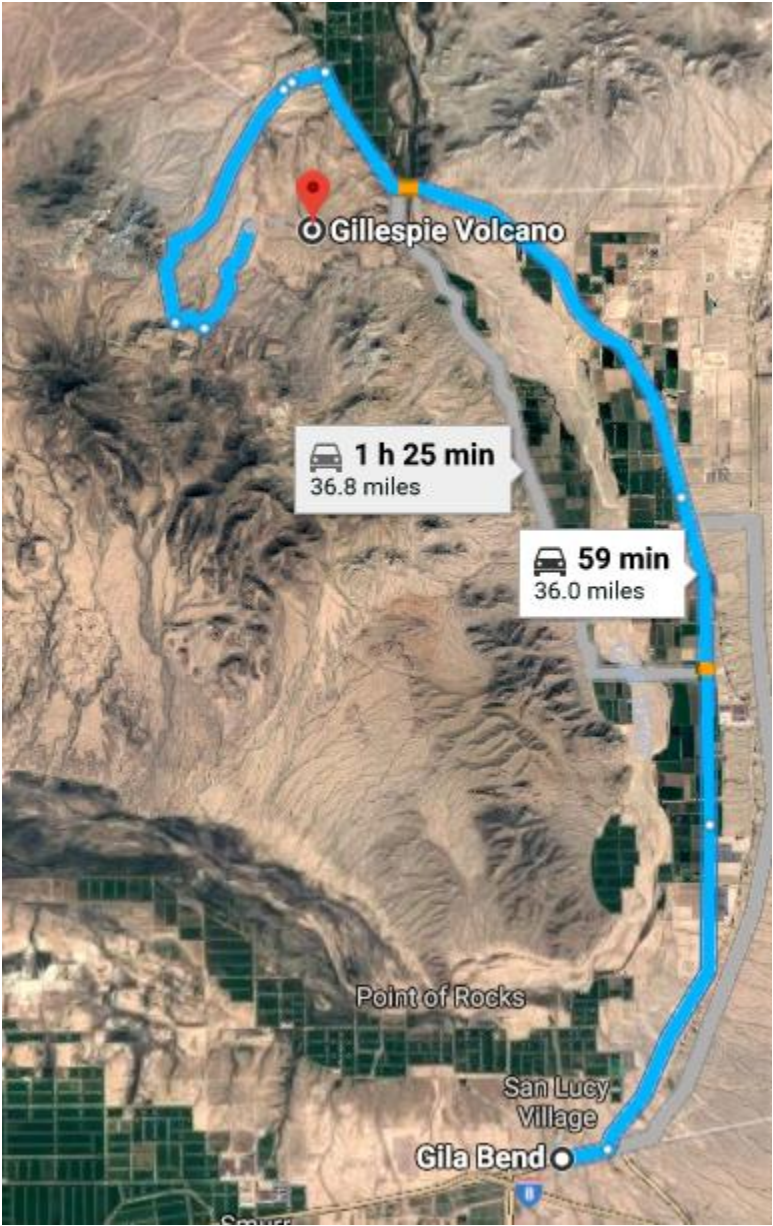 Gillespie Volcano
1 h 25 min
36.8 miles
59 min
36.0 miles
Point of Rocks
San Lucy
Village
Gila Bend
8
Smurr